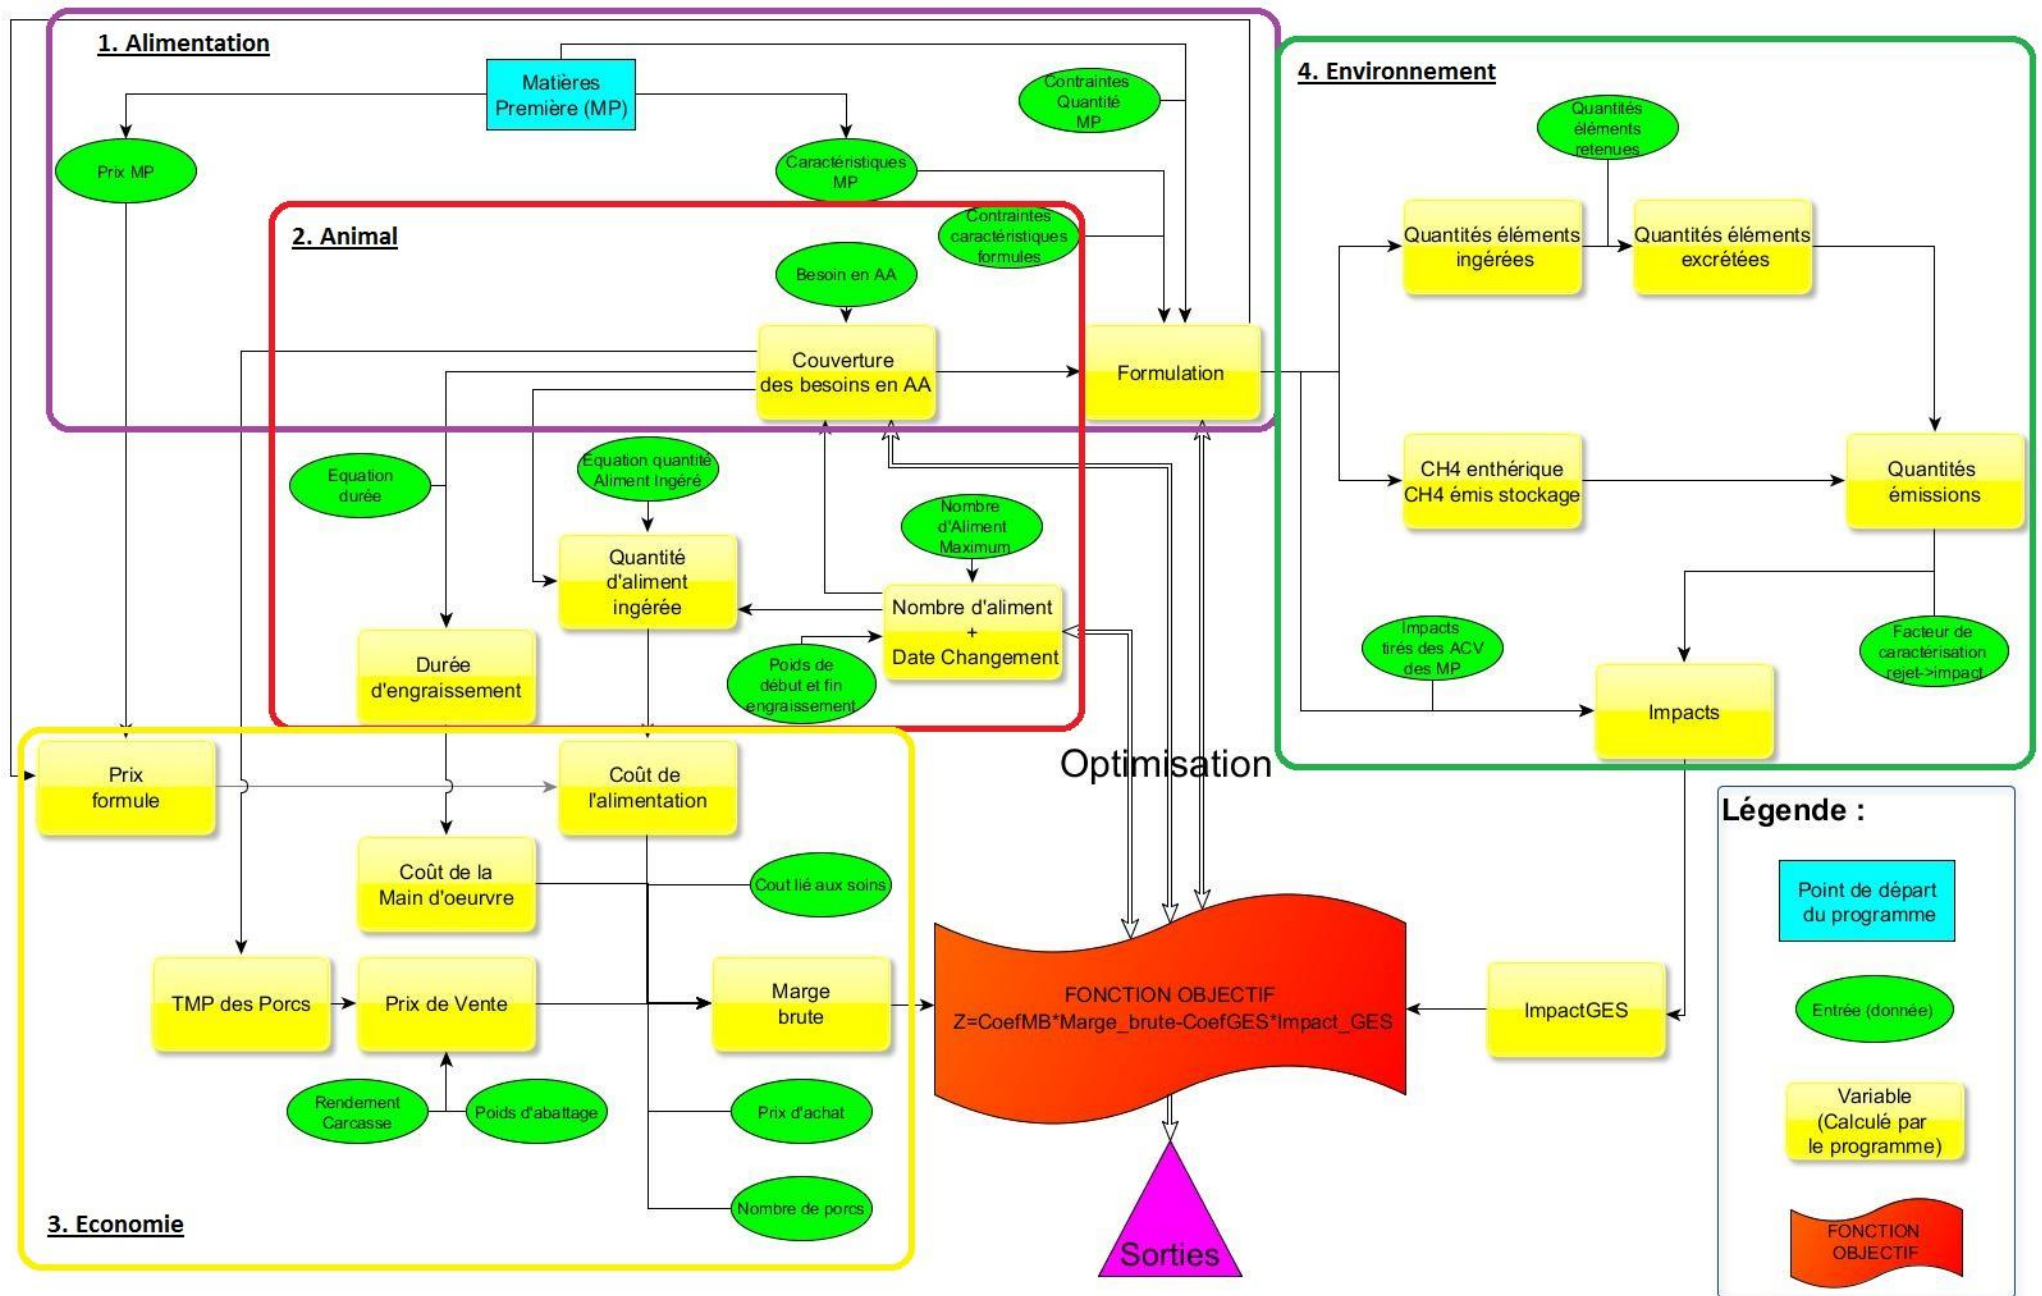 1. Alimentation
Matières
Première (MP)
Contraintes
Quantité
MP
Prix MP
Caractéristiques
MP
Contraintes
caractéristiques
formules
2. Animal
Besoin en AA
Couverture
des besoins en AA
Formulation
Equation
durée
Equation quantité
Aliment Ingéré
Nombre
d'Aliment
Maximum
Quantité
d'aliment
ingérée
Nombre d'aliment
+
Date Changement
Poids de
début et fin
engraissement
Durée
d'engraissement
4. Environnement
Quantités
éléments
retenues
Quantités éléments
ingérées
Quantités éléments
excrétées
CH4 enthérique
CH4 émis stockage
Quantités
émissions
Impacts
tirés des ACV
des MP
Facteur de
caractérisation
rejet->impact
Impacts
Optimisation
Prix
formule
Coût de
l'alimentation
Coût de la
Main d'oeurvre
Cout lié aux soins
TMP des Porcs
Prix de Vente
Marge
brute
Rendement
Carcasse
Poids d'abattage
Prix d'achat
Nombre de porcs
3. Economie
FONCTION OBJECTIF
Z=CoefMB*Marge_brute-CoefGES*Impact_GES
ImpactGES
Sorties
Légende :
Point de départ
du programme
Entrée (donnée)
Variable
(Calculé par
le programme)
FONCTION
OBJECTIF